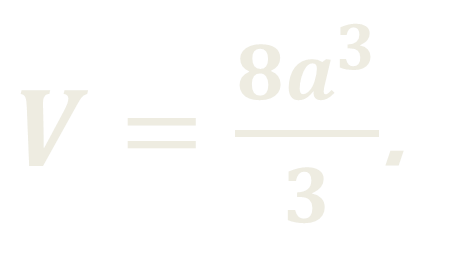 V = 8a³/3.